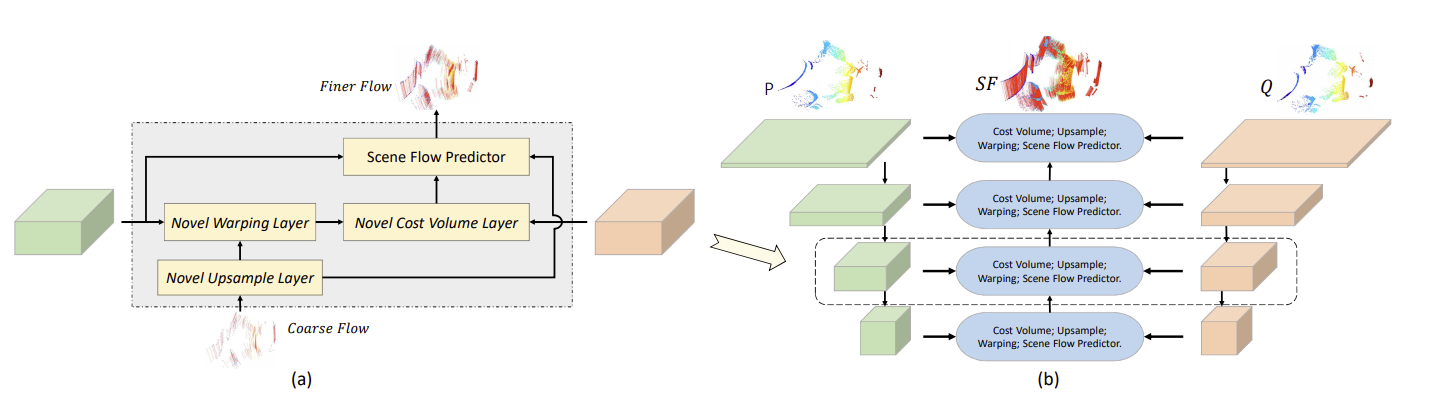 Finer Flow
Scene Flow Predictor
Novel Warping Layer
Novel Cost Volume Layer
Novel Upsample Layer
Coarse Flow
(a)
P
SF
Q
Cost Volume; Upsample;
Warping; Scene Flow Predictor.
Cost Volume; Upsample;
Warping; Scene Flow Predictor.
Cost Volume; Upsample;
Warping; Scene Flow Predictor.
Cost Volume; Upsample;
Warping; Scene Flow Predictor.
(b)